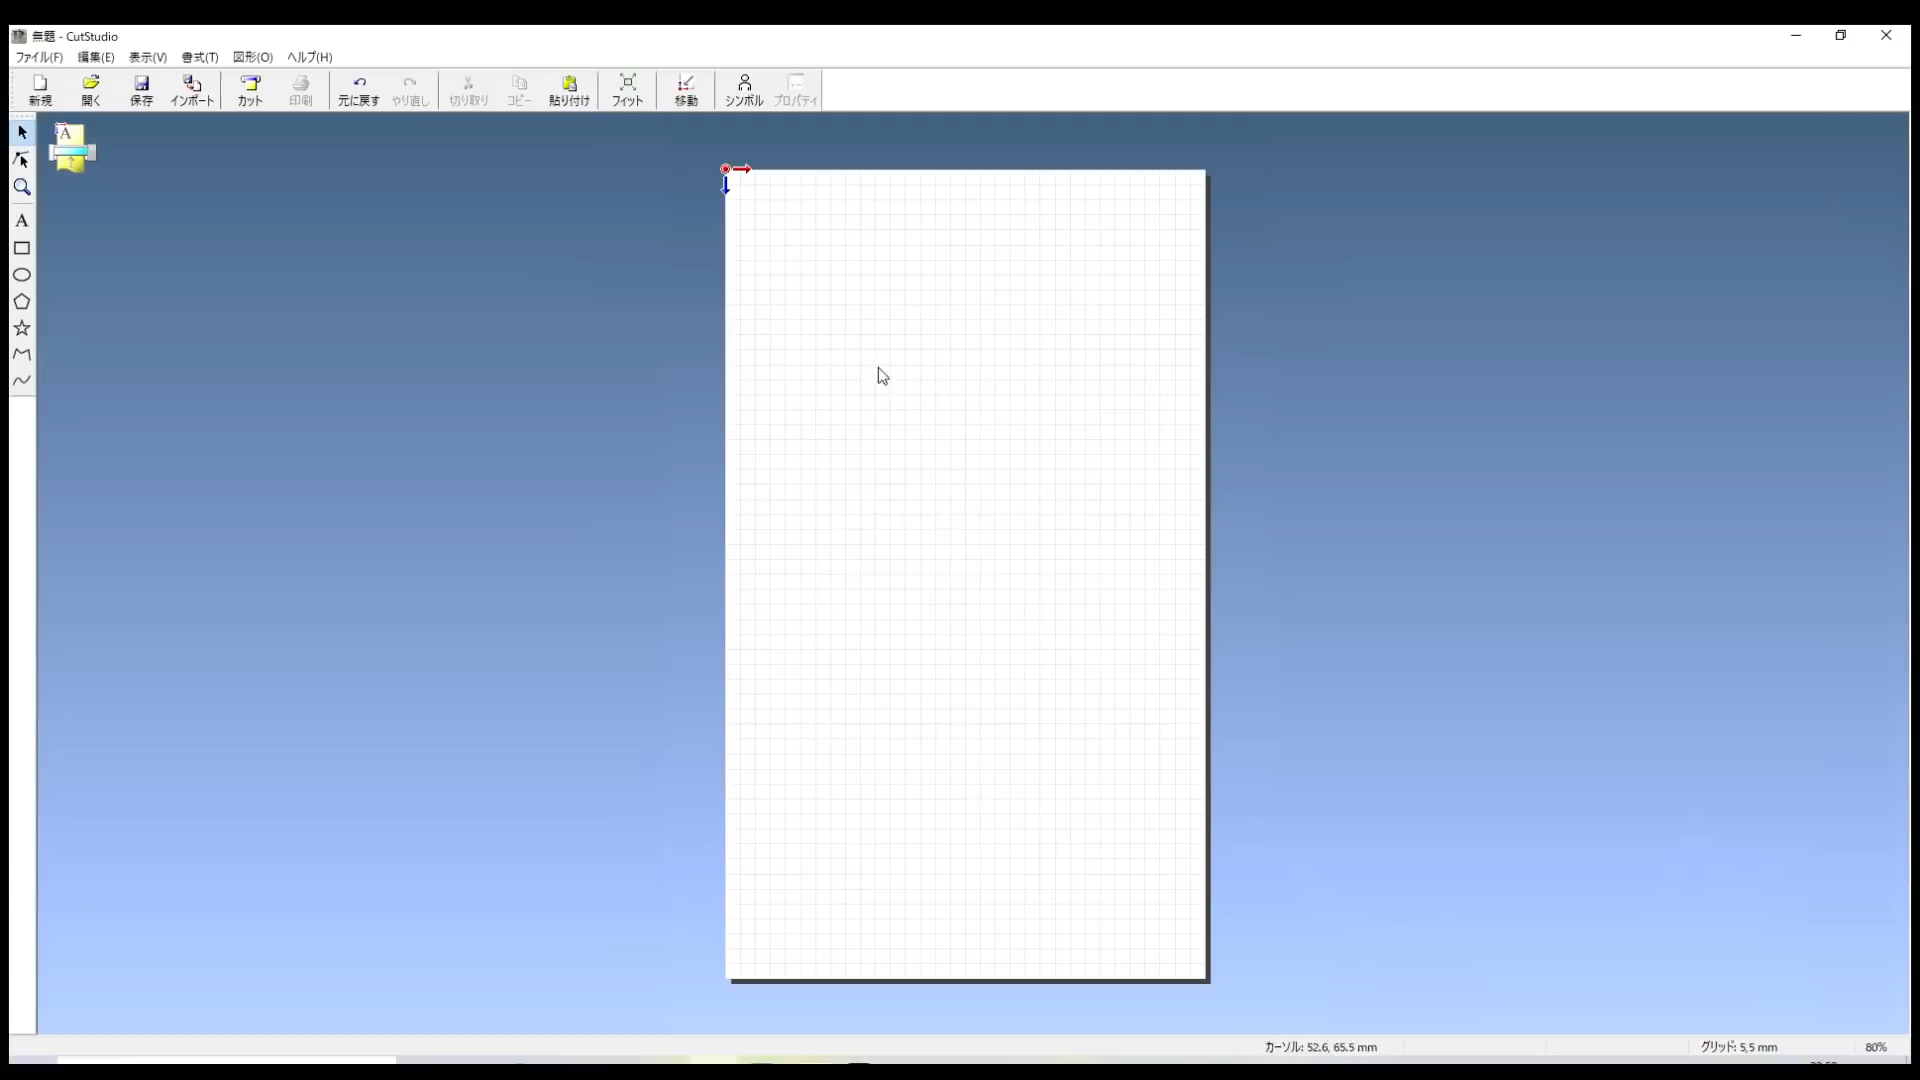 無題 - CutStudio
ファイル(F) 編集(E) 表示(V) 書式(T) 図形(O) ヘルプ(H)
新規 開く 保存 インポート カット 印刷 元に戻す やり直し 切り取り コピー 貼り付け フィット 移動 シンボル プロパティ
A
A
カーソル: 52.6, 65.5 mm グリッド: 5,5 mm 80%